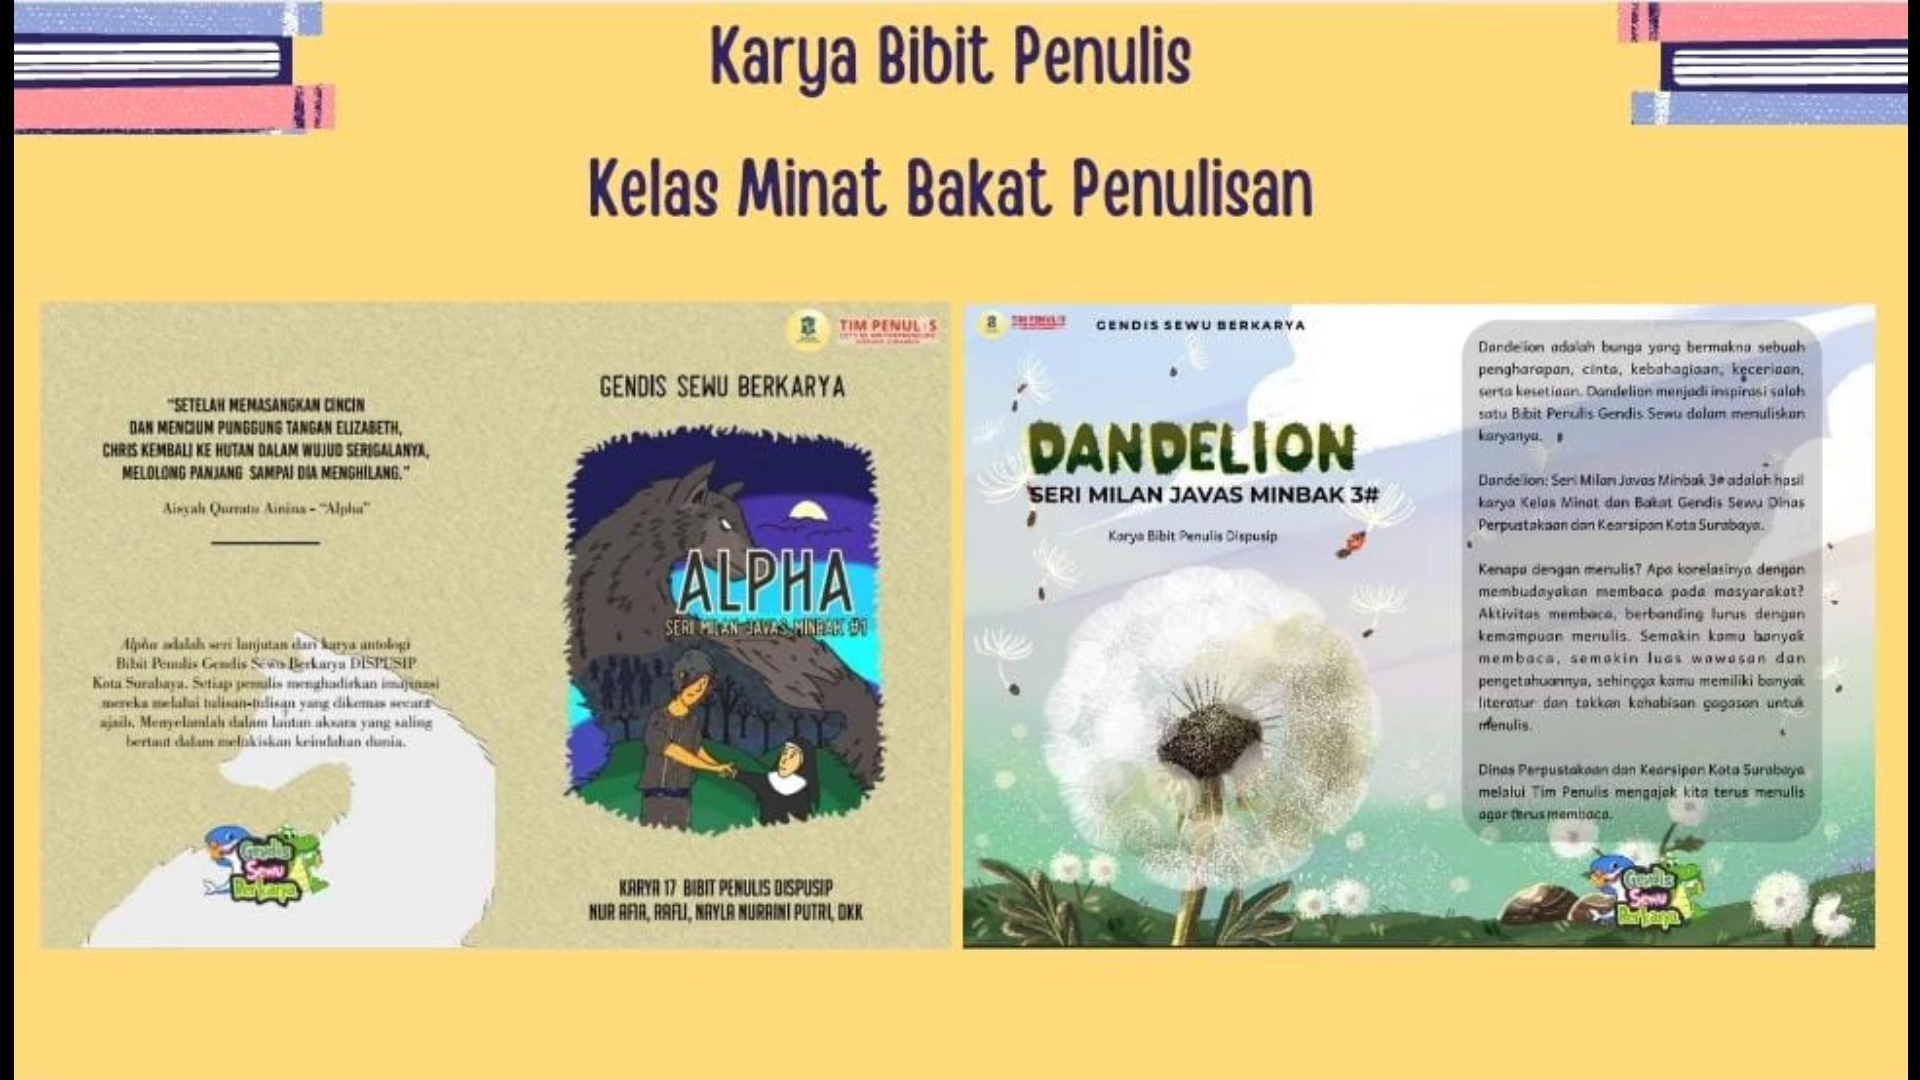 Karya Bibit Penulis
Kelas Minat Bakat Penulisan
TIM PENULIS
GENDIS SEWU BERKARYA
"SETELAH MEMASANGKAN CINCIN
DAN MENCIUM PUNGGUNG TANGAN ELIZABETH,
CHRIS KEMBALI KE HUTAN DALAM WUJUD SERIGALANYA,
MELOLONG PANJANG SAMPAI DIA MENGHILANG."
Aisyah Qurrata Ainina - "Alpha"
Alpha adalah seri lanjutan dari karya antologi
Bibit Penulis Gendis Sewu Berkarya DISPUSIP
Kota Surabaya. Setiap penulis menghadirkan imajinasi
mereka melalui tulisan-tulisan yang dikemas secara
ajaib. Menyelamlah dalam lautan aksara yang saling
bertaut dalam melukiskan keindahan dunia.
Gendis
Sewu
Berkarya
ALPHA
SERI MILAN JAVAS MINBAK #1
KARYA 17 BIBIT PENULIS DISPUSIP
NUR AFIA, RAFLI, NAYLA NURAINI PUTRI, DKK
TIM PENULIS
GENDIS SEWU BERKARYA
DANDELION
SERI MILAN JAVAS MINBAK 3#
Karya Bibit Penulis Dispusip
Dandelion adalah bunga yang bermakna sebuah
pengharapan, cinta, kebahagiaan, keceriaan,
serta kesetiaan. Dandelion menjadi inspirasi salah
satu Bibit Penulis Gendis Sewu dalam menuliskan
karyanya.
Dandelion: Seri Milan Javas Minbak 3# adalah hasil
karya Kelas Minat dan Bakat Gendis Sewu Dinas
Perpustakaan dan Kearsipan Kota Surabaya.
Kenapa dengan menulis? Apa korelasinya dengan
membudayakan membaca pada masyarakat?
Aktivitas membaca, berbanding lurus dengan
kemampuan menulis. Semakin kamu banyak
membaca, semakin luas wawasan dan
pengetahuannya, sehingga kamu memiliki banyak
literatur dan takkan kehabisan gagasan untuk
menulis.
Dinas Perpustakaan dan Kearsipan Kota Surabaya
melalui Tim Penulis mengajak kita terus menulis
agar terus membaca.
Gendis
Sewu
Berkarya